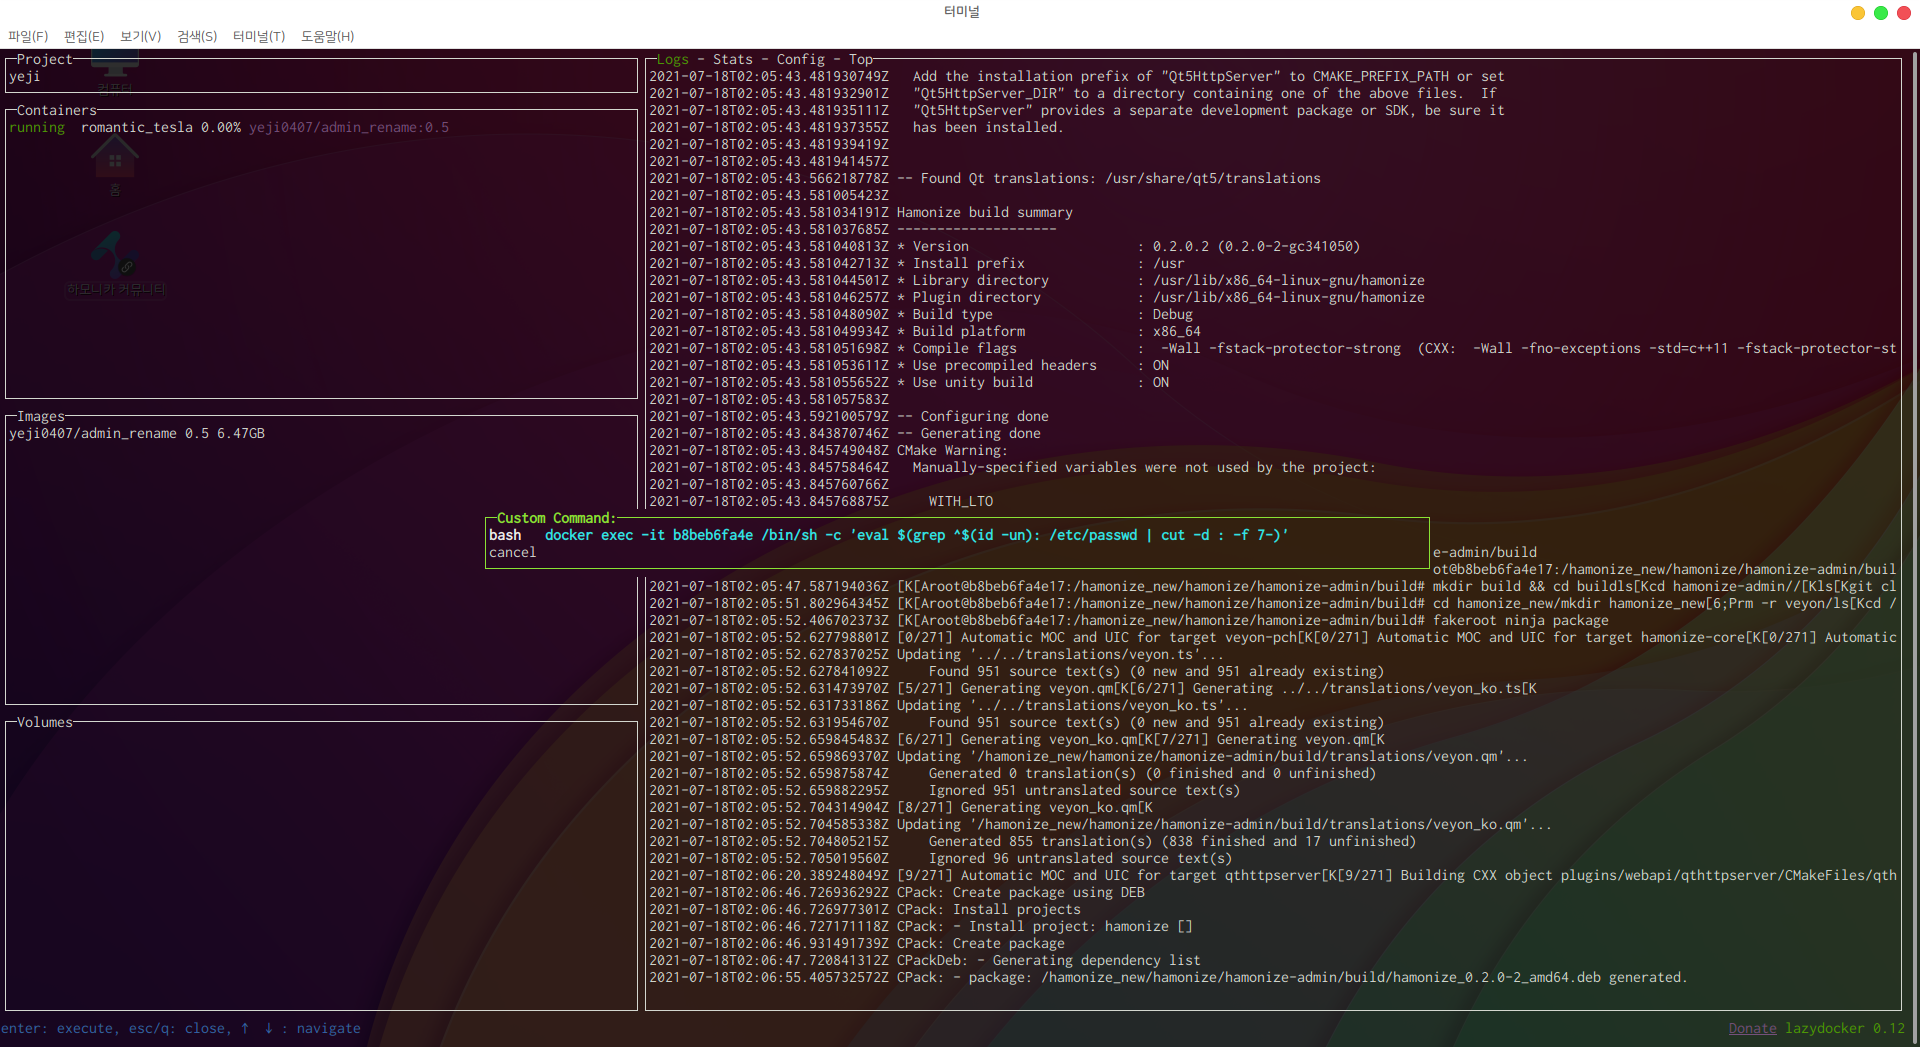 터미널
파일(F) 편집(E) 보기(V) 검색(S) 터미널(T) 도움말(H)
Project
yeji
컴퓨터
Containers
running romantic_tesla 0.00% yeji0407/admin_rename:0.5
홈
하모니카 커뮤니티
Images
yeji0407/admin_rename 0.5 6.47GB
Volumes
Logs - Stats - Config - Top
2021-07-18T02:05:43.481930749Z   Add the installation prefix of "Qt5HttpServer" to CMAKE_PREFIX_PATH or set
2021-07-18T02:05:43.481932901Z   "Qt5HttpServer_DIR" to a directory containing one of the above files.  If
2021-07-18T02:05:43.481935111Z   "Qt5HttpServer" provides a separate development package or SDK, be sure it
2021-07-18T02:05:43.481937355Z   has been installed.
2021-07-18T02:05:43.481939419Z
2021-07-18T02:05:43.481941457Z
2021-07-18T02:05:43.566218778Z -- Found Qt translations: /usr/share/qt5/translations
2021-07-18T02:05:43.581005423Z
2021-07-18T02:05:43.581034191Z Hamonize build summary
2021-07-18T02:05:43.581037685Z --------------------
2021-07-18T02:05:43.581040813Z * Version                     : 0.2.0.2 (0.2.0-2-gc341050)
2021-07-18T02:05:43.581042713Z * Install prefix              : /usr
2021-07-18T02:05:43.581044501Z * Library directory           : /usr/lib/x86_64-linux-gnu/hamonize
2021-07-18T02:05:43.581046257Z * Plugin directory            : /usr/lib/x86_64-linux-gnu/hamonize
2021-07-18T02:05:43.581048090Z * Build type                  : Debug
2021-07-18T02:05:43.581049934Z * Build platform              : x86_64
2021-07-18T02:05:43.581051698Z * Compile flags               :  -Wall -fstack-protector-strong  (CXX:  -Wall -fno-exceptions -std=c++11 -fstack-protector-st
2021-07-18T02:05:43.581053611Z * Use precompiled headers     : ON
2021-07-18T02:05:43.581055652Z * Use unity build             : ON
2021-07-18T02:05:43.581057583Z
2021-07-18T02:05:43.592100579Z -- Configuring done
2021-07-18T02:05:43.843870746Z -- Generating done
2021-07-18T02:05:43.845749048Z CMake Warning:
2021-07-18T02:05:43.845758464Z   Manually-specified variables were not used by the project:
2021-07-18T02:05:43.845760766Z
2021-07-18T02:05:43.845768875Z     WITH_LTO
Custom Command:
bash   docker exec -it b8beb6fa4e /bin/sh -c 'eval $(grep ^$(id -un): /etc/passwd | cut -d : -f 7-)'
cancel
e-admin/build
ot@b8beb6fa4e17:/hamonize_new/hamonize/hamonize-admin/buil
2021-07-18T02:05:47.587194036Z [K[Aroot@b8beb6fa4e17:/hamonize_new/hamonize/hamonize-admin/build# mkdir build && cd buildls[Kcd hamonize-admin//[Kls[Kgit cl
2021-07-18T02:05:51.802964345Z [K[Aroot@b8beb6fa4e17:/hamonize_new/hamonize/hamonize-admin/build# cd hamonize_new/mkdir hamonize_new[6;Prm -r veyon/ls[Kcd /
2021-07-18T02:05:52.406702373Z [K[Aroot@b8beb6fa4e17:/hamonize_new/hamonize/hamonize-admin/build# fakeroot ninja package
2021-07-18T02:05:52.627798801Z [0/271] Automatic MOC and UIC for target veyon-pch[K[0/271] Automatic MOC and UIC for target hamonize-core[K[0/271] Automatic
2021-07-18T02:05:52.627837025Z Updating '../../translations/veyon.ts'...
2021-07-18T02:05:52.627841092Z     Found 951 source text(s) (0 new and 951 already existing)
2021-07-18T02:05:52.631473970Z [5/271] Generating veyon.qm[K[6/271] Generating ../../translations/veyon_ko.ts[K
2021-07-18T02:05:52.631733186Z Updating '../../translations/veyon_ko.ts'...
2021-07-18T02:05:52.631954670Z     Found 951 source text(s) (0 new and 951 already existing)
2021-07-18T02:05:52.659845483Z [6/271] Generating veyon_ko.qm[K[7/271] Generating veyon.qm[K
2021-07-18T02:05:52.659869370Z Updating '/hamonize_new/hamonize/hamonize-admin/build/translations/veyon.qm'...
2021-07-18T02:05:52.659875874Z     Generated 0 translation(s) (0 finished and 0 unfinished)
2021-07-18T02:05:52.659882295Z     Ignored 951 untranslated source text(s)
2021-07-18T02:05:52.704314904Z [8/271] Generating veyon_ko.qm[K
2021-07-18T02:05:52.704585338Z Updating '/hamonize_new/hamonize/hamonize-admin/build/translations/veyon_ko.qm'...
2021-07-18T02:05:52.704805215Z     Generated 855 translation(s) (838 finished and 17 unfinished)
2021-07-18T02:05:52.705019560Z     Ignored 96 untranslated source text(s)
2021-07-18T02:06:20.389248049Z [9/271] Automatic MOC and UIC for target qthttpserver[K[9/271] Building CXX object plugins/webapi/qthttpserver/CMakeFiles/qth
2021-07-18T02:06:46.726936292Z CPack: Create package using DEB
2021-07-18T02:06:46.726977301Z CPack: Install projects
2021-07-18T02:06:46.727171118Z CPack: - Install project: hamonize []
2021-07-18T02:06:46.931491739Z CPack: Create package
2021-07-18T02:06:47.720841312Z CPackDeb: - Generating dependency list
2021-07-18T02:06:55.405732572Z CPack: - package: /hamonize_new/hamonize/hamonize-admin/build/hamonize_0.2.0-2_amd64.deb generated.
enter: execute, esc/q: close, ↑ ↓ : navigate
Donate lazydocker 0.12